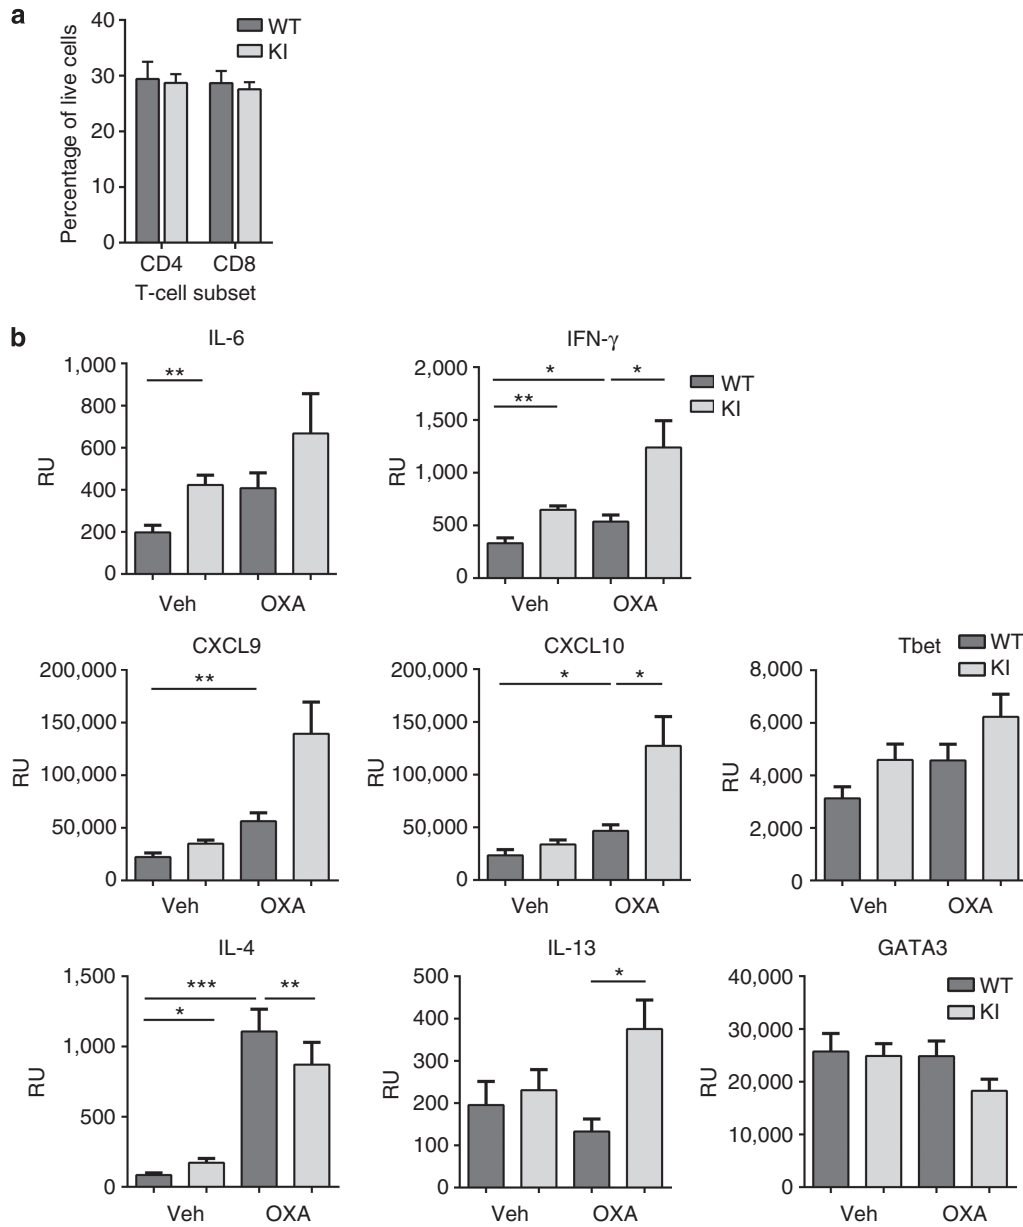 a
Percentage of live cells
40
30
20
10
0
WT
KI
CD4 CD8
T-cell subset
b
IL-6
RU
1,000
800
600
400
200
0
**
Veh OXA
IFN-γ
RU
2,000
1,500
1,000
500
0
* *
**
WT
KI
Veh OXA
CXCL9
RU
200,000
150,000
100,000
50,000
0
**
Veh OXA
CXCL10
RU
200,000
150,000
100,000
50,000
0
* *
Veh OXA
Tbet
WT
KI
RU
8,000
6,000
4,000
2,000
0
Veh OXA
IL-4
RU
1,500
1,000
500
0
*** **
*
Veh OXA
IL-13
RU
500
400
300
200
100
0
*
Veh OXA
GATA3
RU
40,000
30,000
20,000
10,000
0
WT
KI
Veh OXA